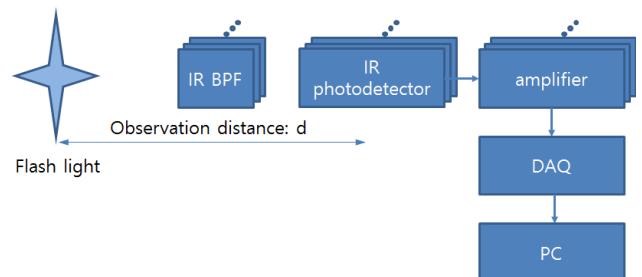 IR BPF
IR
photodetector
amplifier
Observation distance: d
Flash light
DAQ
PC